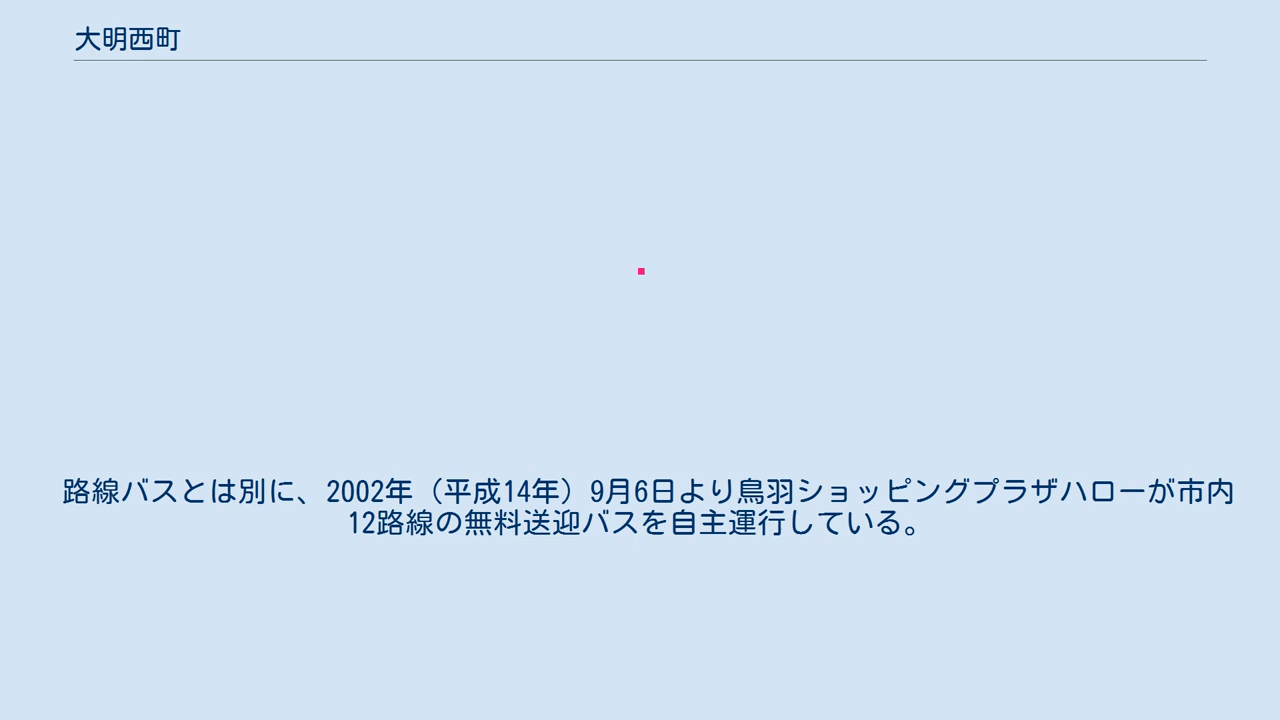 大明西町
路線バスとは別に、2002年（平成14年）9月6日より鳥羽ショッピングプラザハローが市内
12路線の無料送迎バスを自主運行している。